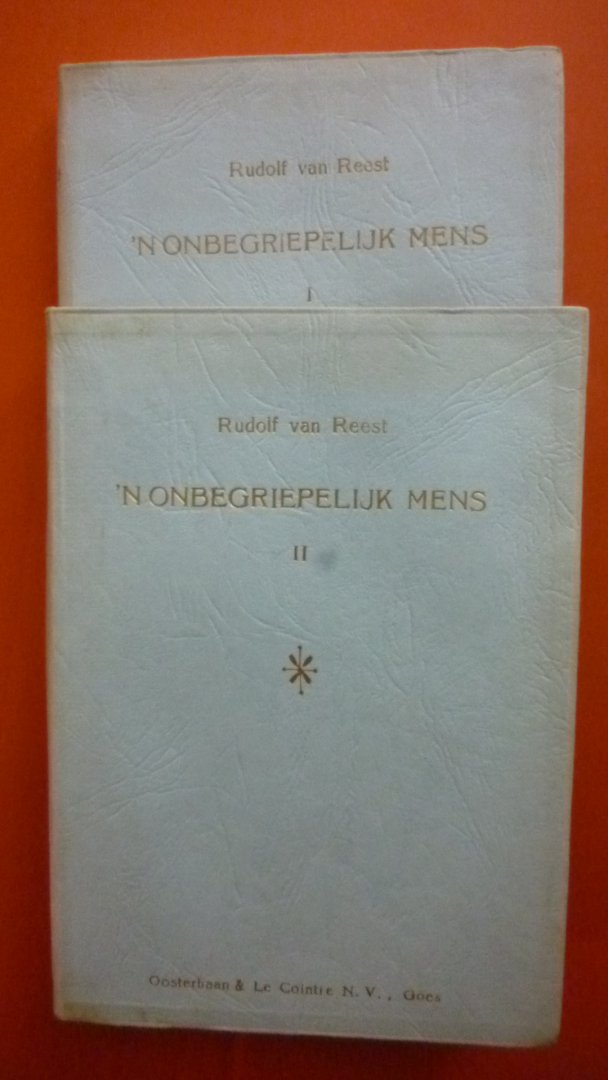 Rudolf van Reest
'N ONBEGRIEPELIJK MENS
I
Rudolf van Reest
'N ONBEGRIEPELIJK MENS
II
Oosterbaan & Le Cointre N. V., Goes